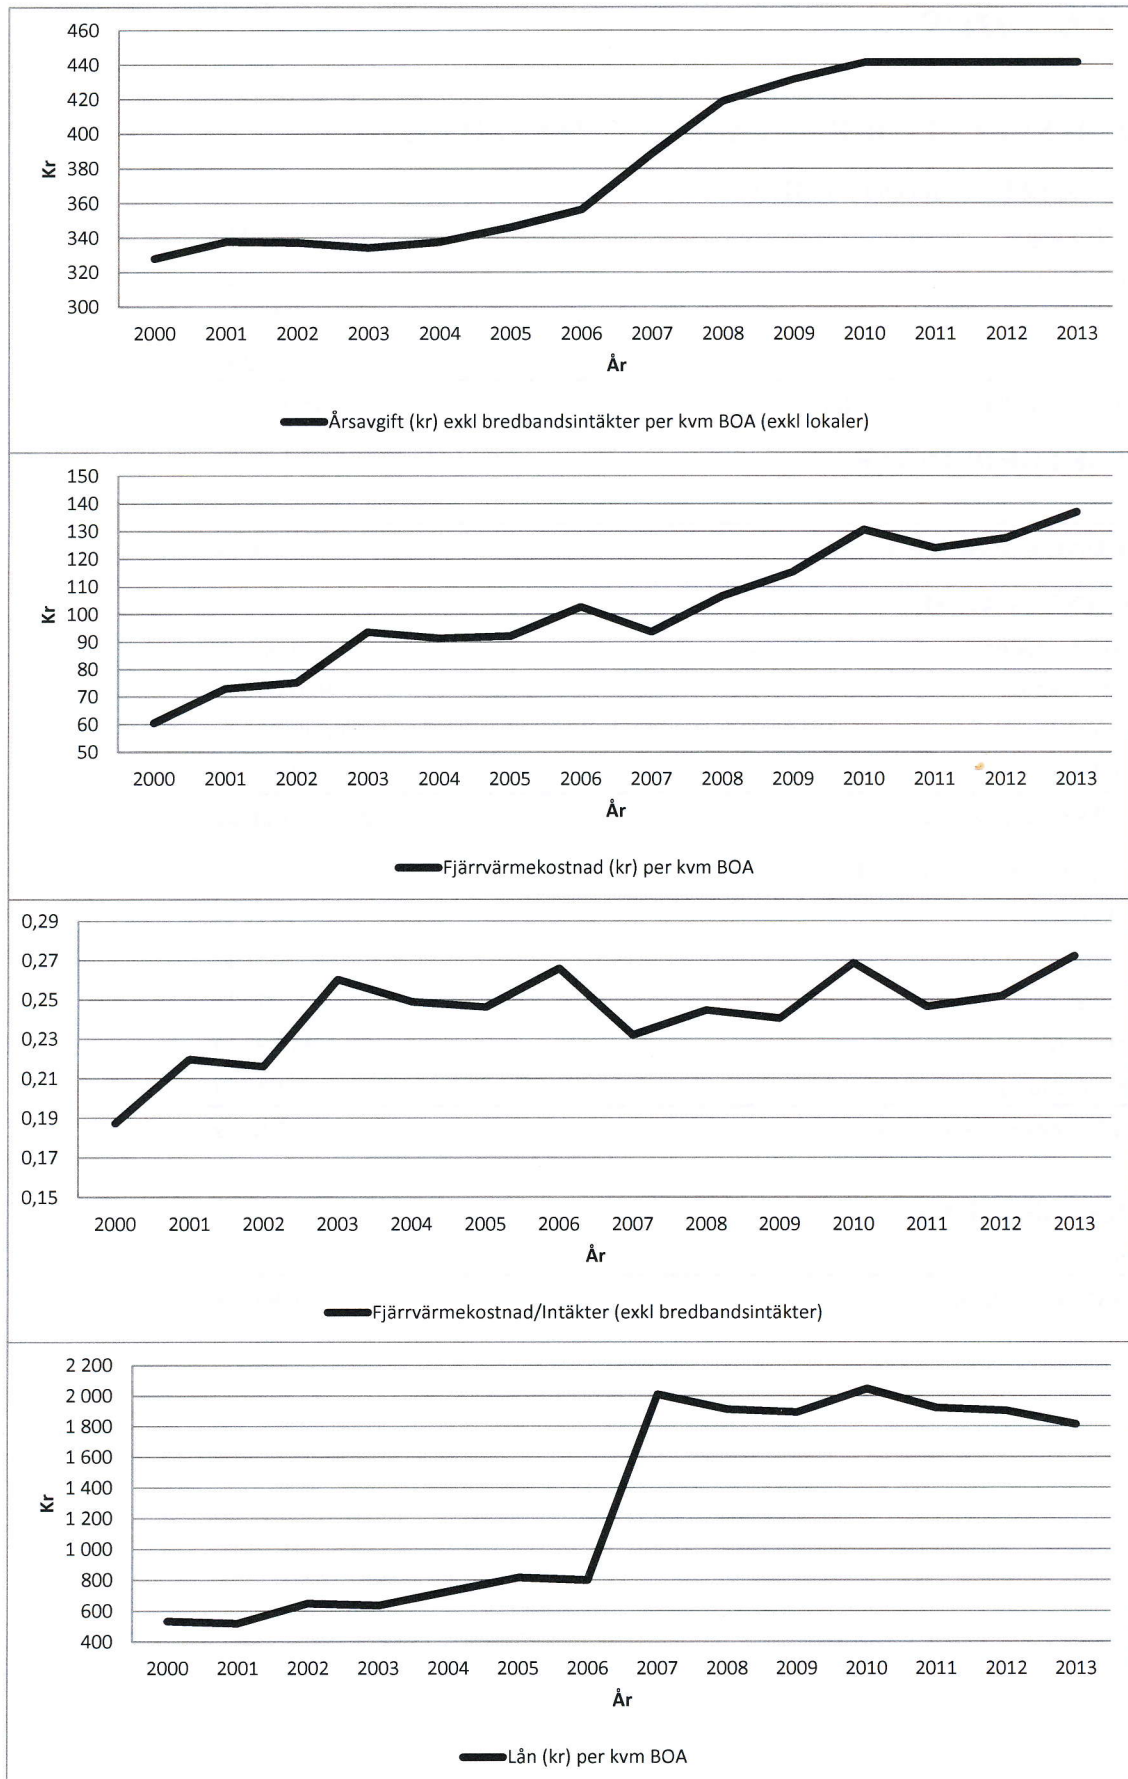 460
440
420
400
380
360
340
320
300
Kr
2000 2001 2002 2003 2004 2005 2006 2007 2008 2009 2010 2011 2012 2013
År
Årsavgift (kr) exkl bredbandsintäkter per kvm BOA (exkl lokaler)
150
140
130
120
110
100
90
80
70
60
50
Kr
2000 2001 2002 2003 2004 2005 2006 2007 2008 2009 2010 2011 2012 2013
År
Fjärrvärmekostnad (kr) per kvm BOA
0,29
0,27
0,25
0,23
0,21
0,19
0,17
0,15
2000 2001 2002 2003 2004 2005 2006 2007 2008 2009 2010 2011 2012 2013
År
Fjärrvärmekostnad/Intäkter (exkl bredbandsintäkter)
2 200
2 000
1 800
1 600
1 400
1 200
1 000
800
600
400
Kr
2000 2001 2002 2003 2004 2005 2006 2007 2008 2009 2010 2011 2012 2013
År
Lån (kr) per kvm BOA